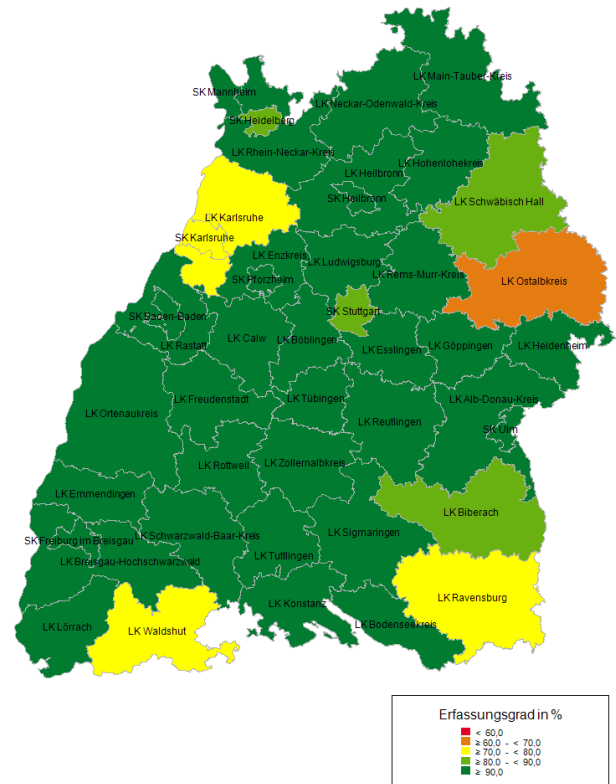 LK Main-Tauber-Kreis
SK Mannheim
LK Neckar-Odenwald-Kreis
SK Heidelberg
LK Rhein-Neckar-Kreis
LK Hohenlohekreis
LK Heilbronn
SK Heilbronn
LK Schwäbisch Hall
LK Karlsruhe
SK Karlsruhe
LK Enzkreis
LK Ludwigsburg
LK Rems-Murr-Kreis
LK Ostalbkreis
SK Pforzheim
SK Stuttgart
SK Baden-Baden
LK Rastatt
LK Calw
LK Böblingen
LK Esslingen
LK Göppingen
LK Heidenheim
LK Freudenstadt
LK Tübingen
LK Alb-Donau-Kreis
LK Ortenaukreis
LK Reutlingen
SK Ulm
LK Rottweil
LK Zollernalbkreis
LK Emmendingen
LK Biberach
SK Freiburg im Breisgau
LK Schwarzwald-Baar-Kreis
LK Sigmaringen
LK Breisgau-Hochschwarzwald
LK Tuttlingen
LK Ravensburg
LK Konstanz
LK Lörrach
LK Waldshut
LK Bodenseekreis
Erfassungsgrad in %
< 60,0
≥ 60,0 - < 70,0
≥ 70,0 - < 80,0
≥ 80,0 - < 90,0
≥ 90,0